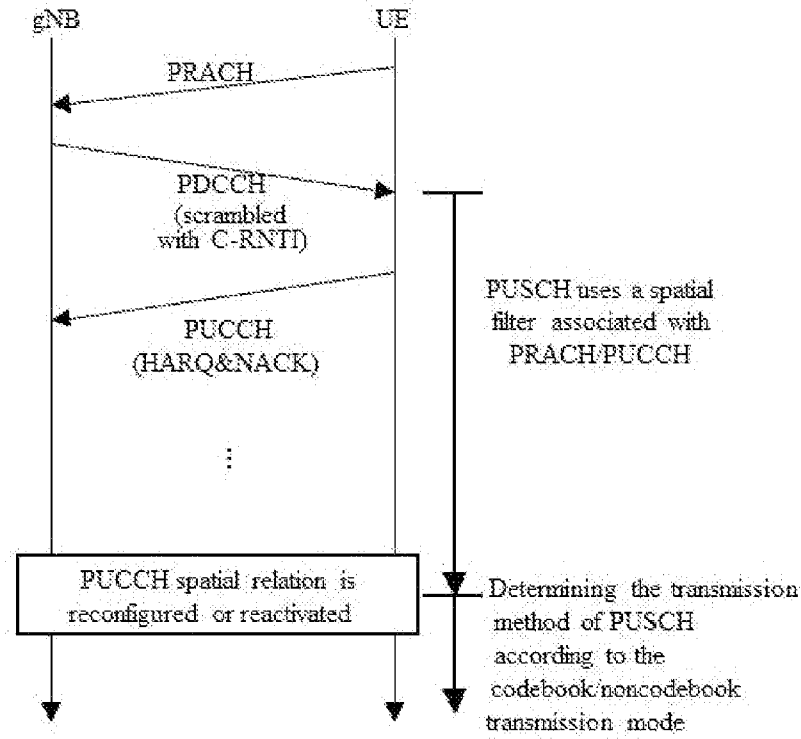 gNB
UE
PRACH
PDCCH
(scrambled
with C-RNTI)
PUSCH uses a spatial
filter associated with
PRACH/PUCCH
PUCCH
(HARQ&NACK)
⋮
PUCCH spatial relation is
reconfigured or reactivated
Determining the transmission
method of PUSCH
according to the
codebook/noncodebook
transmission mode